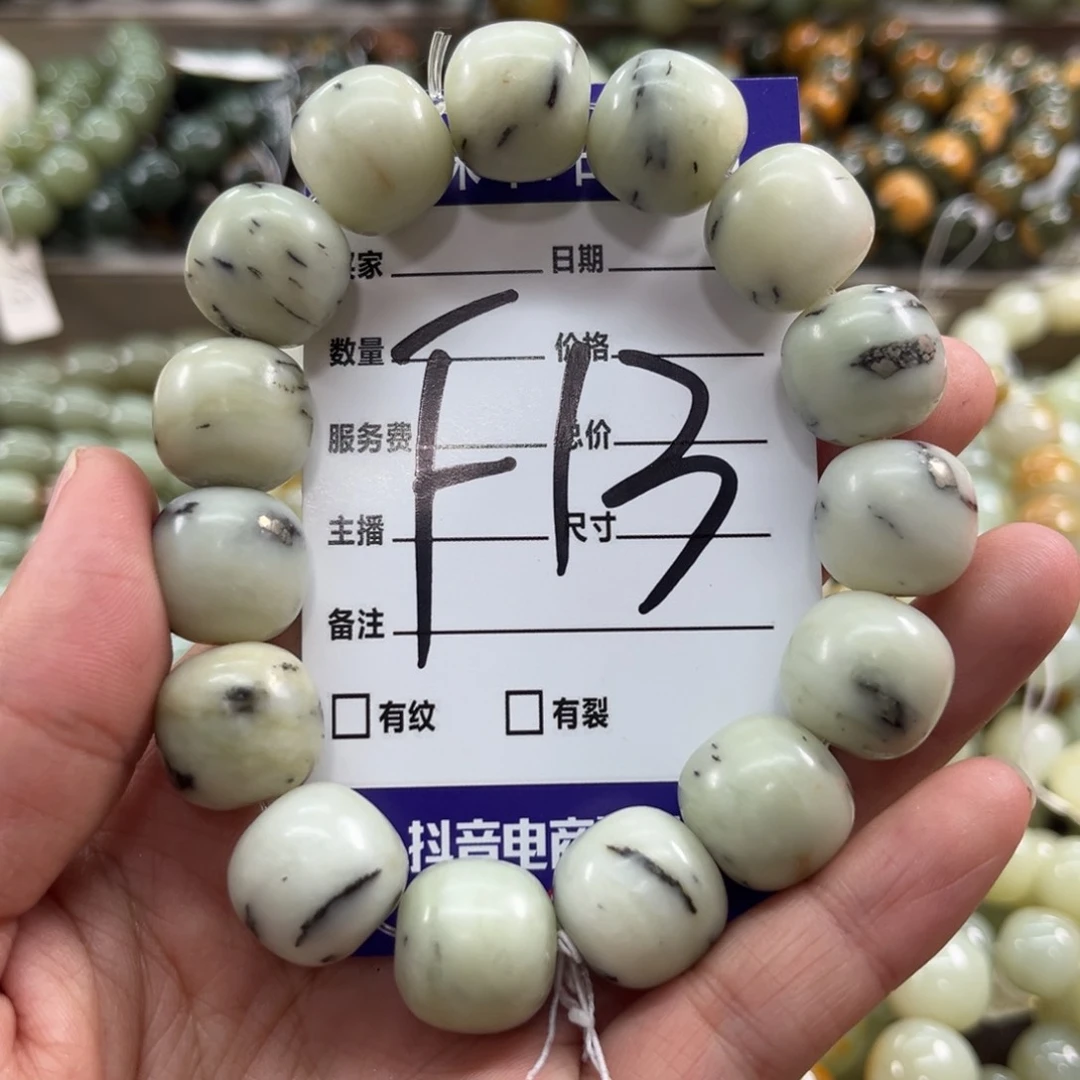 家 日期
数量 价格
服务费 总价
主播 尺寸
备注
F13
有纹 有裂
抖音电商